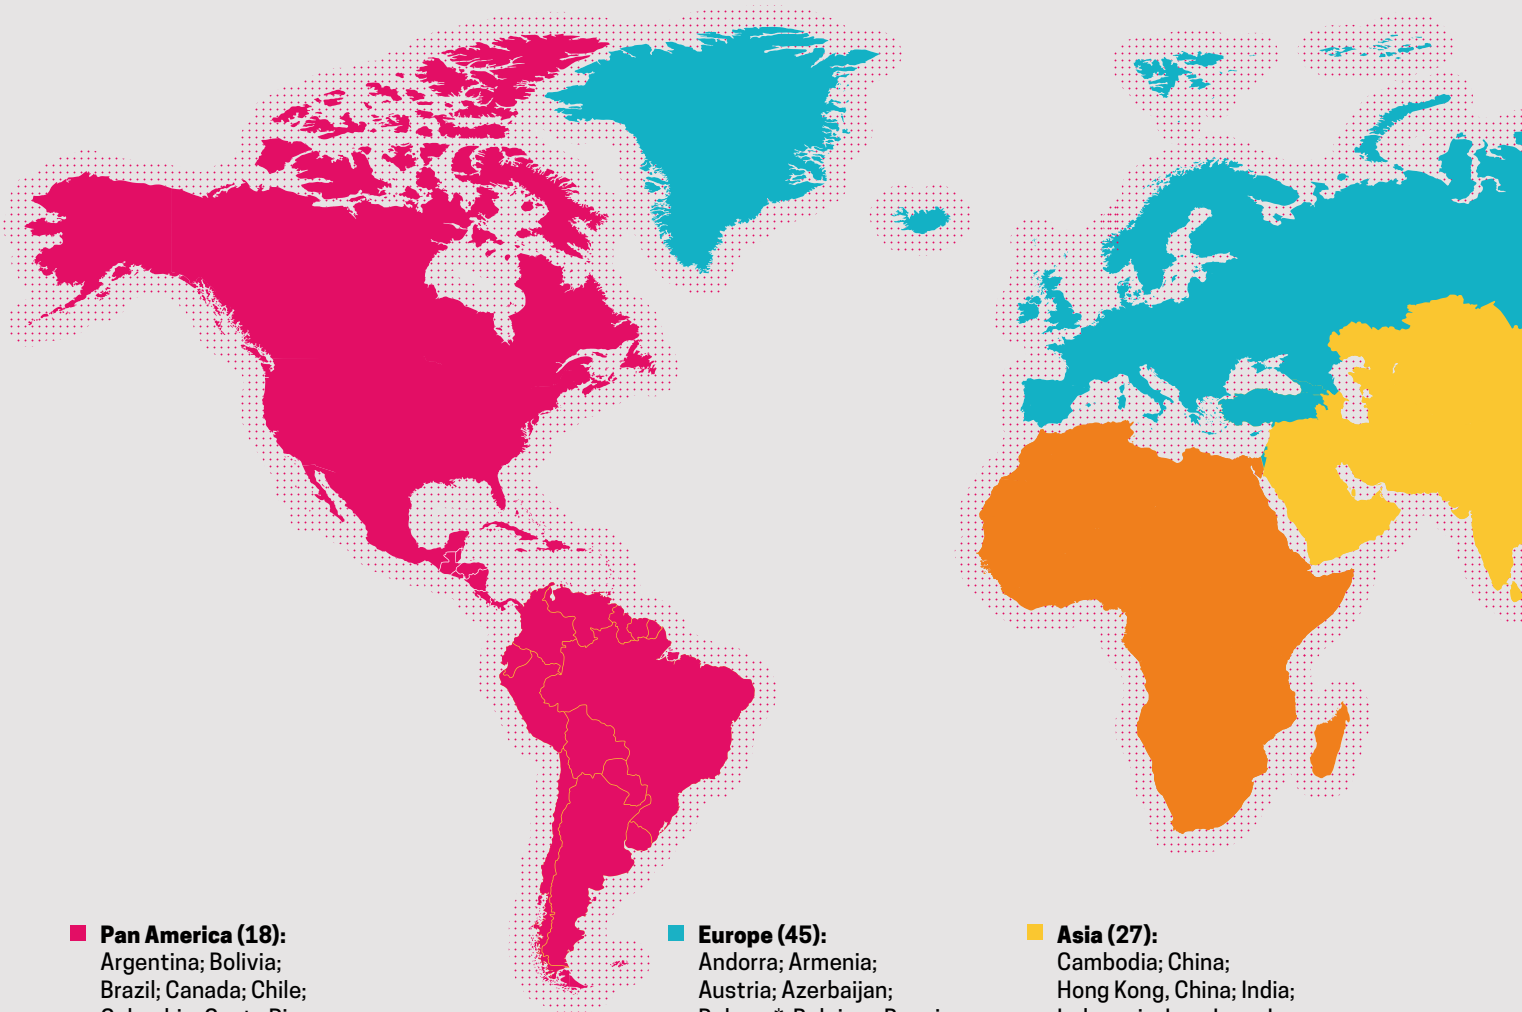 Pan America (18):
Argentina; Bolivia;
Brazil; Canada; Chile;
Europe (45):
Andorra; Armenia;
Austria; Azerbaijan;
Asia (27):
Cambodia; China;
Hong Kong, China; India;